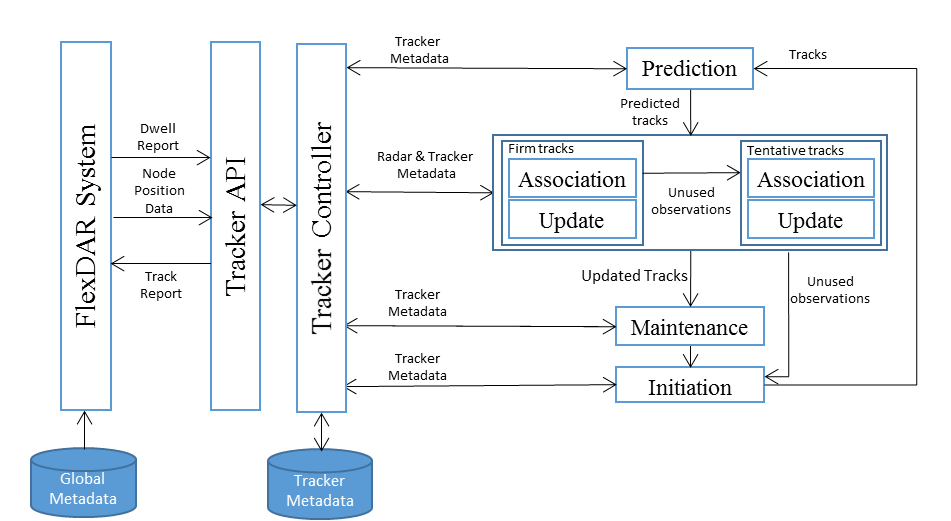 FlexDAR System
Dwell
Report
Node
Position
Data
Track
Report
Tracker API
Tracker Controller
Tracker
Metadata
Radar & Tracker
Metadata
Tracker
Metadata
Tracker
Metadata
Prediction
Tracks
Predicted
tracks
Firm tracks
Association
Update
Unused
observations
Tentative tracks
Association
Update
Updated Tracks
Unused
observations
Maintenance
Initiation
Global
Metadata
Tracker
Metadata